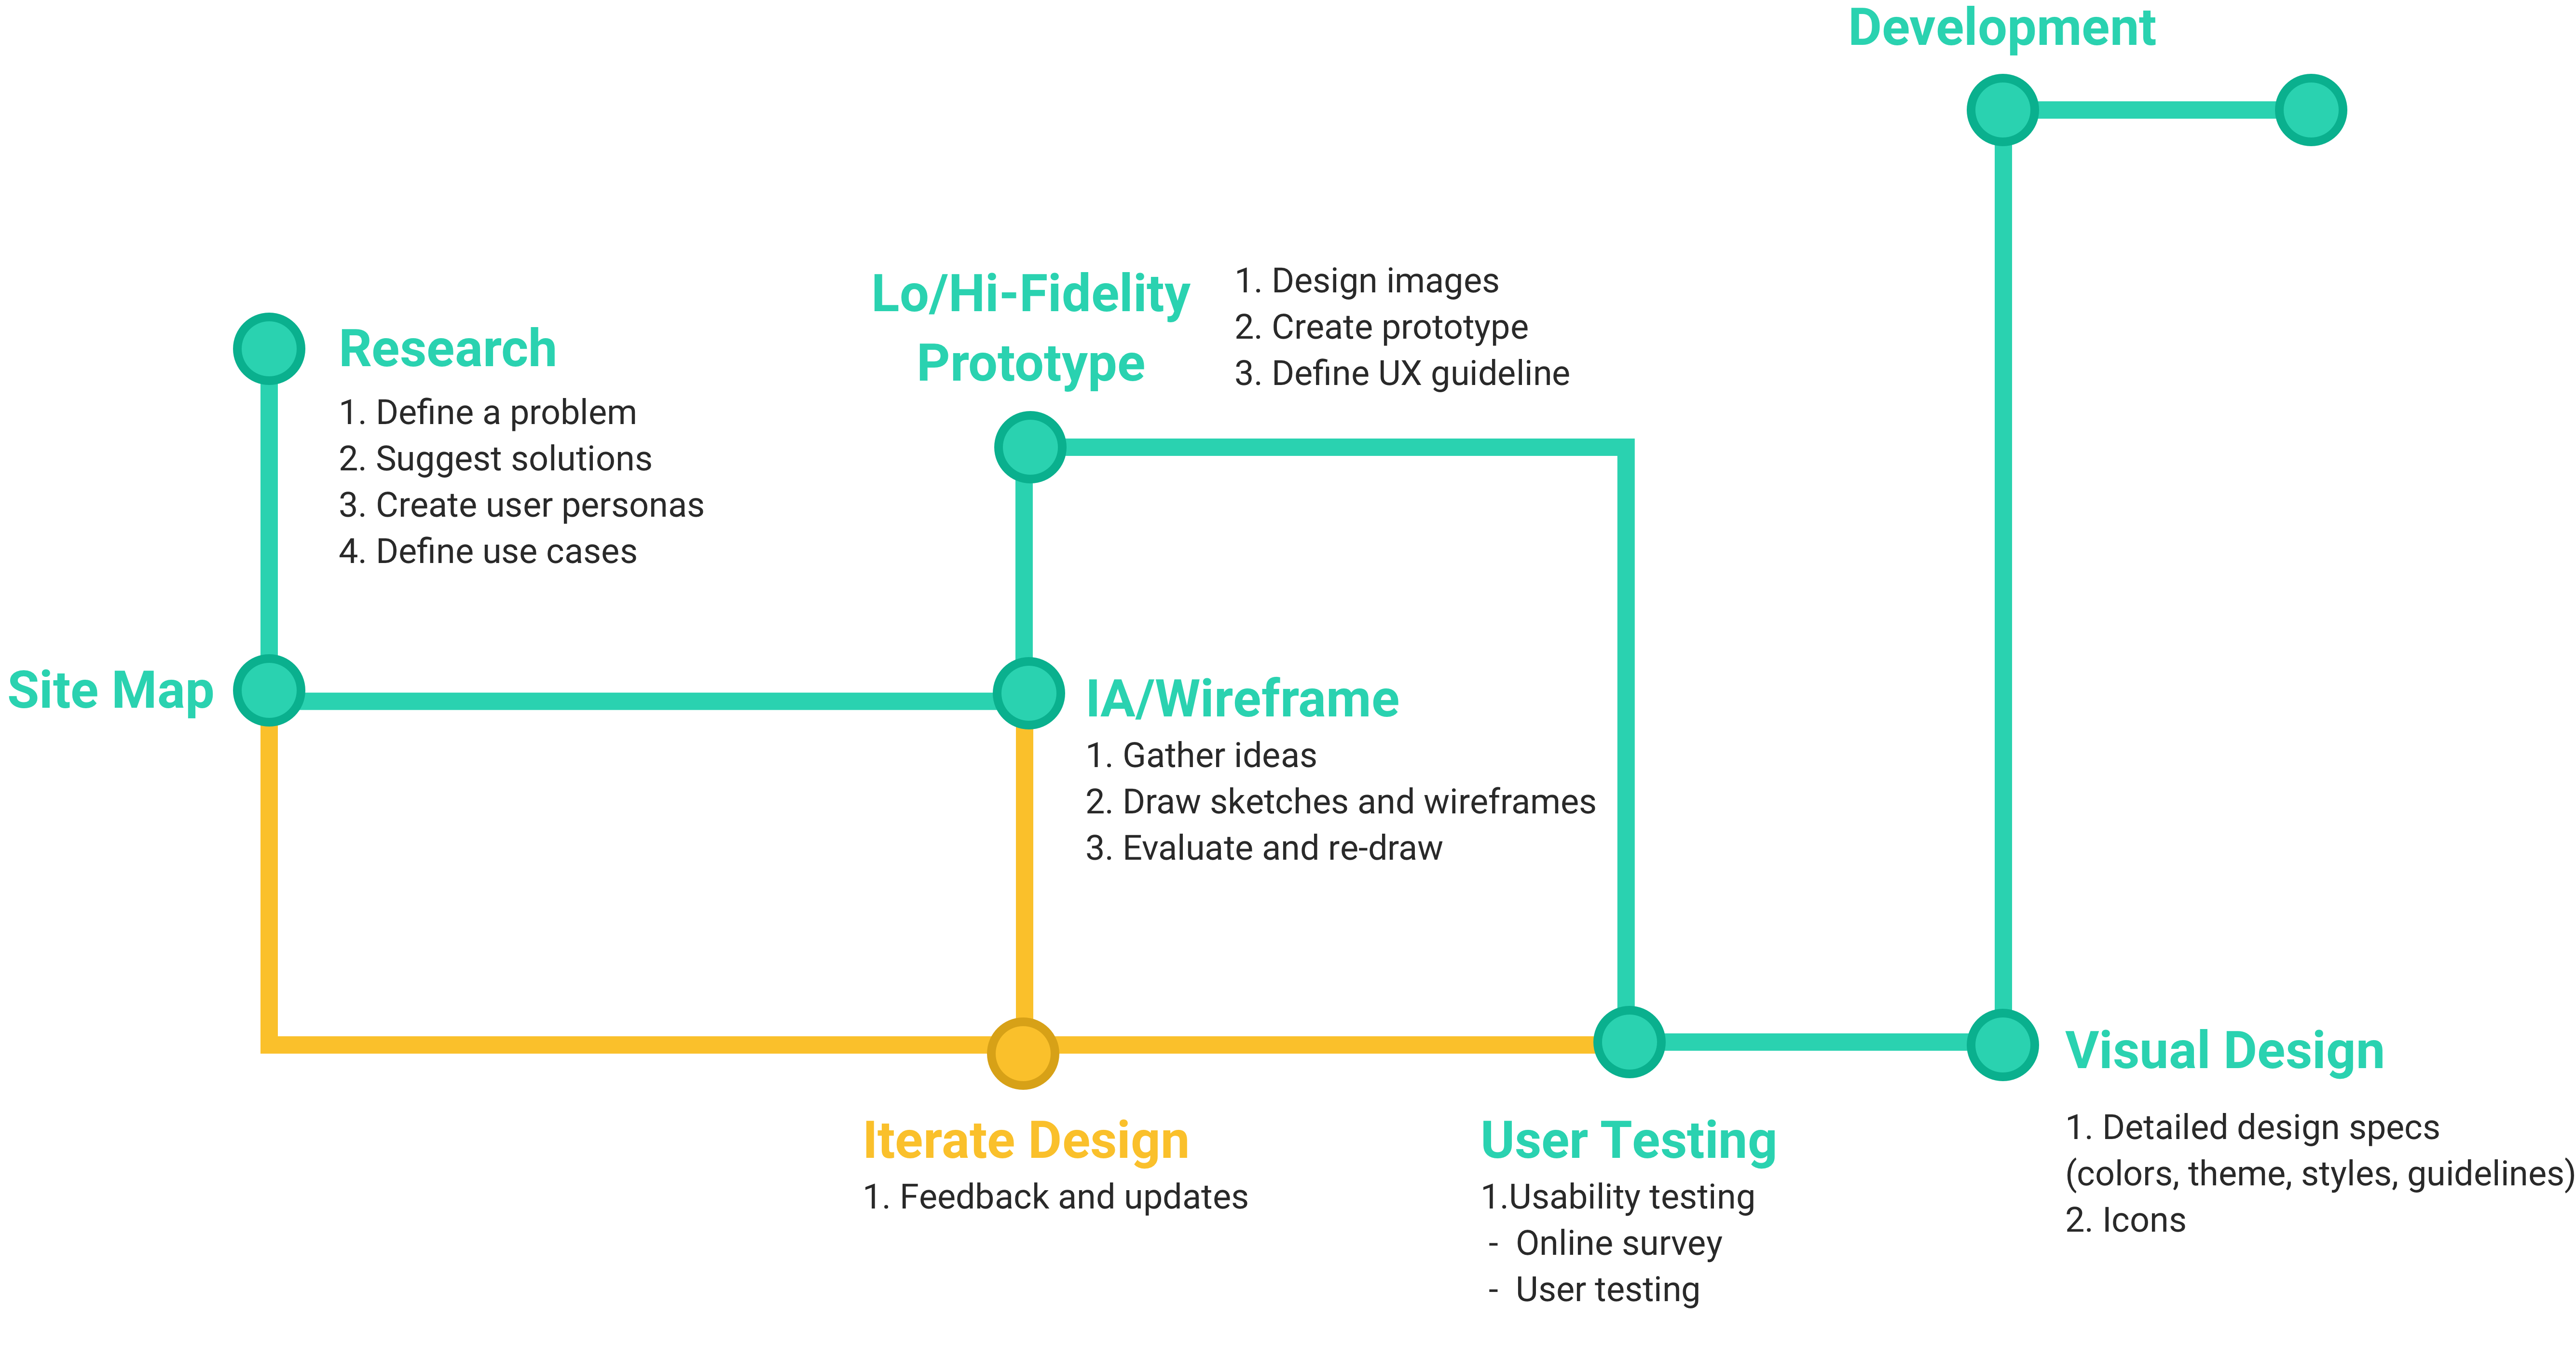 Development
Lo/Hi-Fidelity
Prototype
1. Design images
2. Create prototype
3. Define UX guideline
Research
1. Define a problem
2. Suggest solutions
3. Create user personas
4. Define use cases
Site Map
IA/Wireframe
1. Gather ideas
2. Draw sketches and wireframes
3. Evaluate and re-draw
Iterate Design
1. Feedback and updates
User Testing
1.Usability testing
- Online survey
- User testing
Visual Design
1. Detailed design specs
(colors, theme, styles, guidelines)
2. Icons